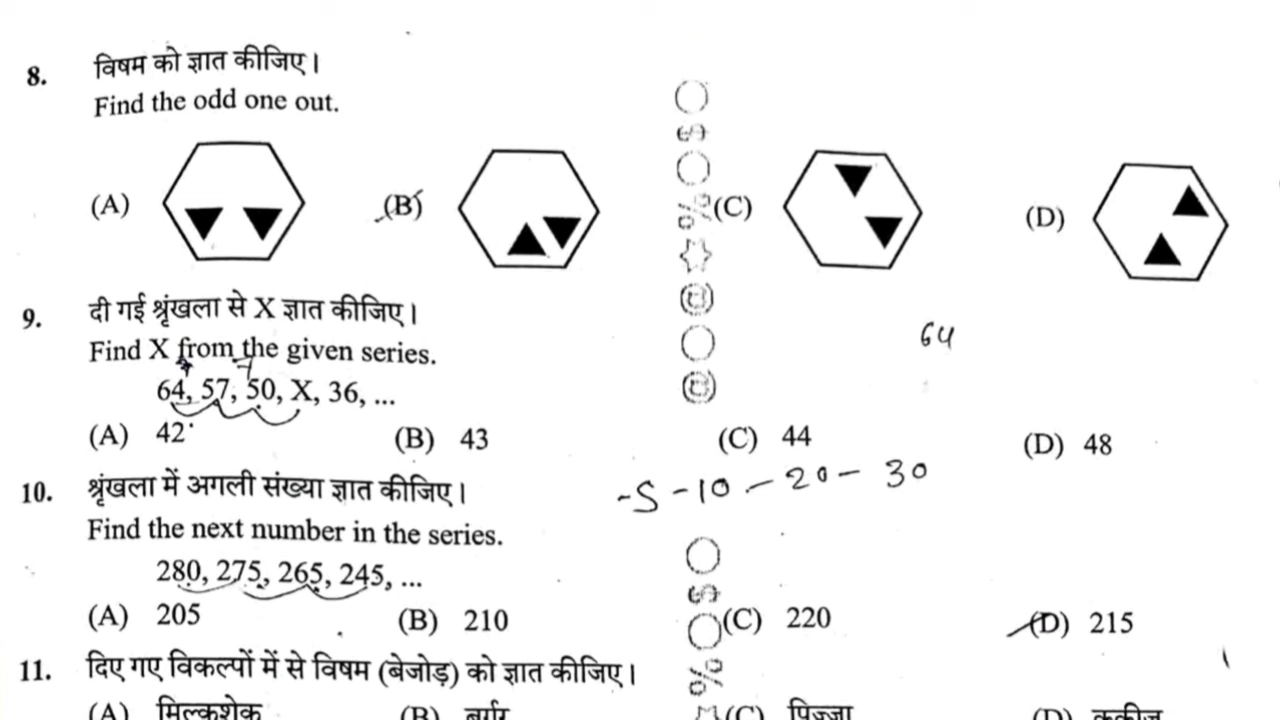 8. विषम को ज्ञात कीजिए।
Find the odd one out.
(A) (B) (C) (D)
9. दी गई श्रृंखला से X ज्ञात कीजिए।
Find X from the given series.
64, 57, 50, X, 36, ...
64
(A) 42 (B) 43 (C) 44 (D) 48
10. श्रृंखला में अगली संख्या ज्ञात कीजिए।
-5 -10 - 20 - 30
Find the next number in the series.
280, 275, 265, 245, ...
(A) 205 (B) 210 (C) 220 (D) 215
11. दिए गए विकल्पों में से विषम (बेजोड़) को ज्ञात कीजिए।
(A) मिल्कशेक (B) बर्गर (C) पिज़्ज़ा (D)